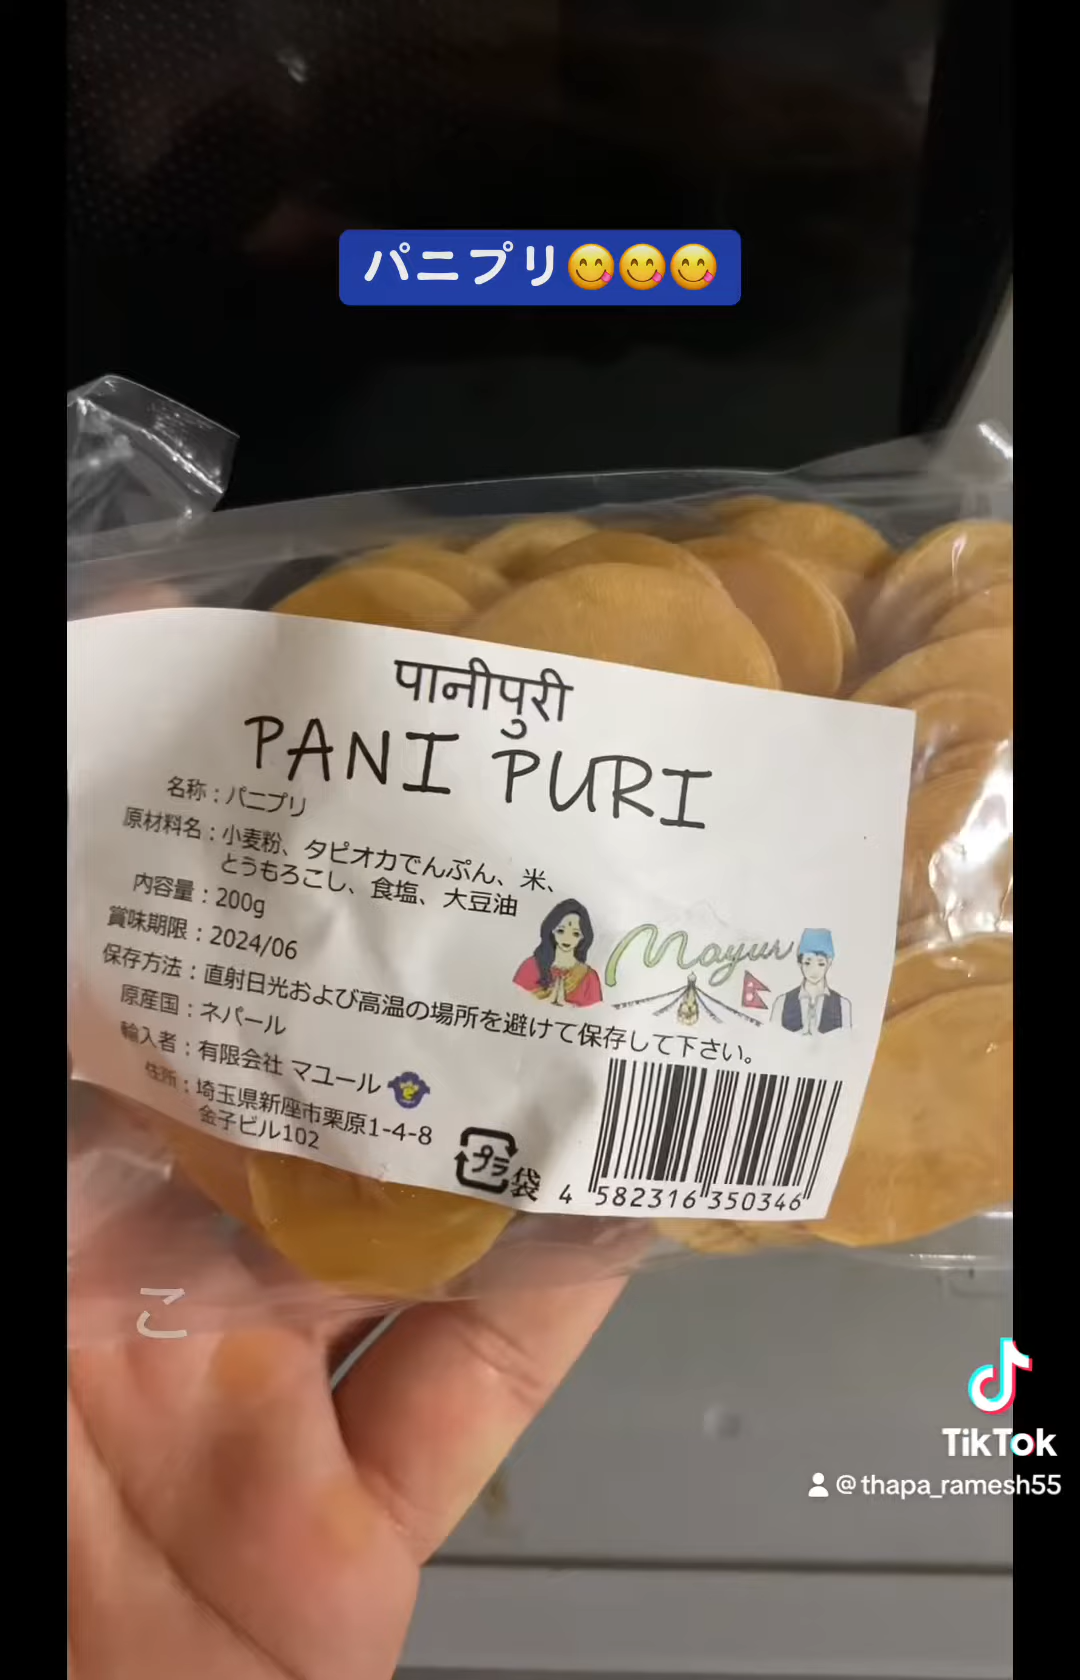 パニプリ😋😋😋
पानीपुरी
PANI PURI
名称：パニプリ
原材料名：小麦粉、タピオカでんぷん、米、
とうもろこし、食塩、大豆油
内容量：200g
賞味期限：2024/06
保存方法：直射日光および高温の場所を避けて保存して下さい。
原産国：ネパール
輸入者：有限会社 マユール
住所：埼玉県新座市栗原1-4-8
金子ビル102
Mayur
プラ
袋
4 582316 350346
こ
TikTok
@thapa_ramesh55